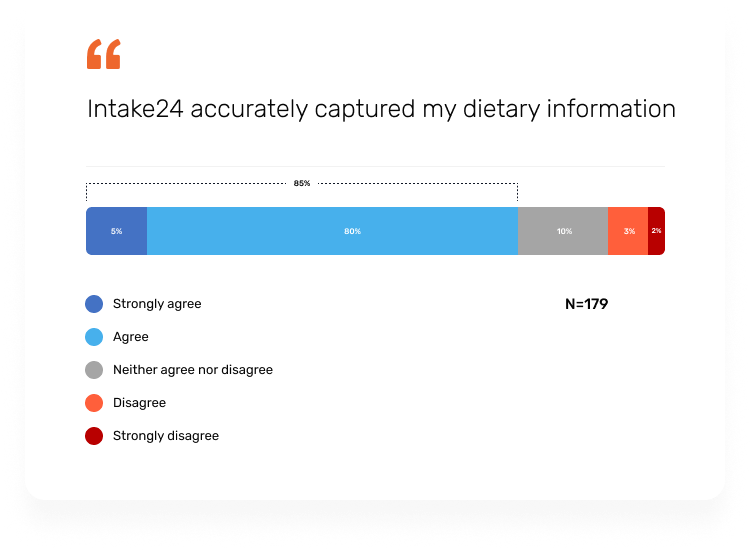 “
Intake24 accurately captured my dietary information
85%
5% 80% 10% 3% 2%
Strongly agree
N=179
Agree
Neither agree nor disagree
Disagree
Strongly disagree